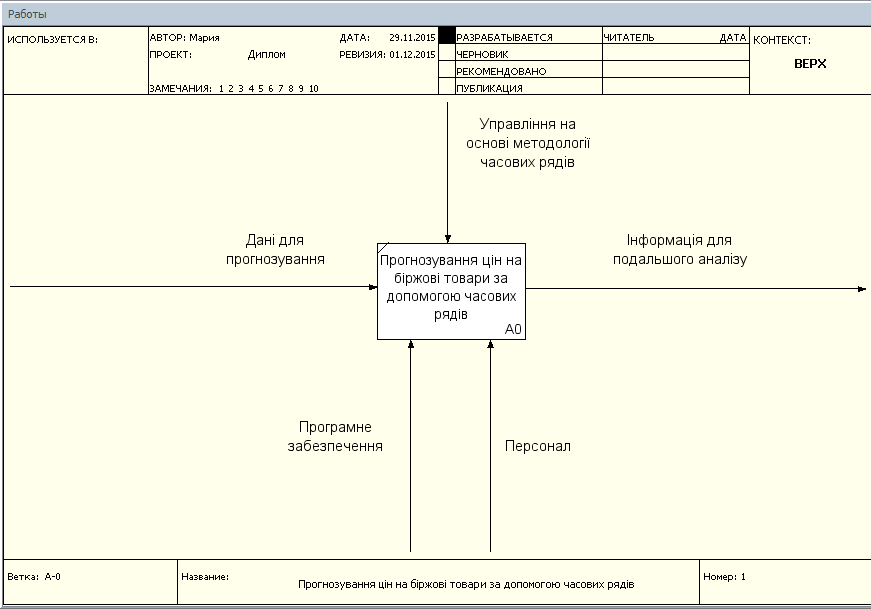 Работы
ИСПОЛЬЗУЕТСЯ В:
АВТОР: Мария
ДАТА: 29.11.2015
ПРОЕКТ: Диплом
РЕВИЗИЯ: 01.12.2015
ЗАМЕЧАНИЯ: 1 2 3 4 5 6 7 8 9 10
РАЗРАБАТЫВАЕТСЯ
ЧЕРНОВИК
РЕКОМЕНДОВАНО
ПУБЛИКАЦИЯ
ЧИТАТЕЛЬ ДАТА
КОНТЕКСТ:
ВЕРХ
Управління на
основі методології
часових рядів
Дані для
прогнозування
Прогнозування цін на
біржові товари за
допомогою часових
рядів
A0
Інформація для
подальшого аналізу
Програмне
забезпечення
Персонал
Ветка: A-0
Название:
Прогнозування цін на біржові товари за допомогою часових рядів
Номер: 1